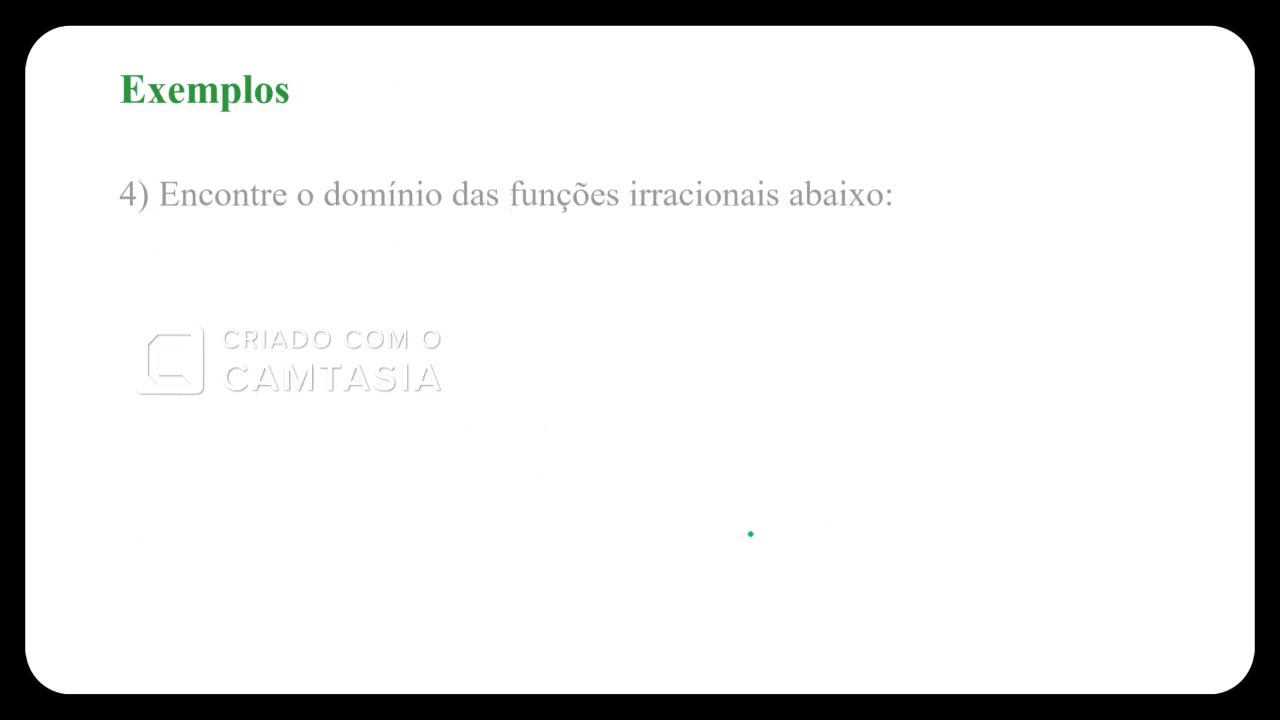 Exemplos
4) Encontre o domínio das funções irracionais abaixo:
CRIADO COM O
CAMTASIA